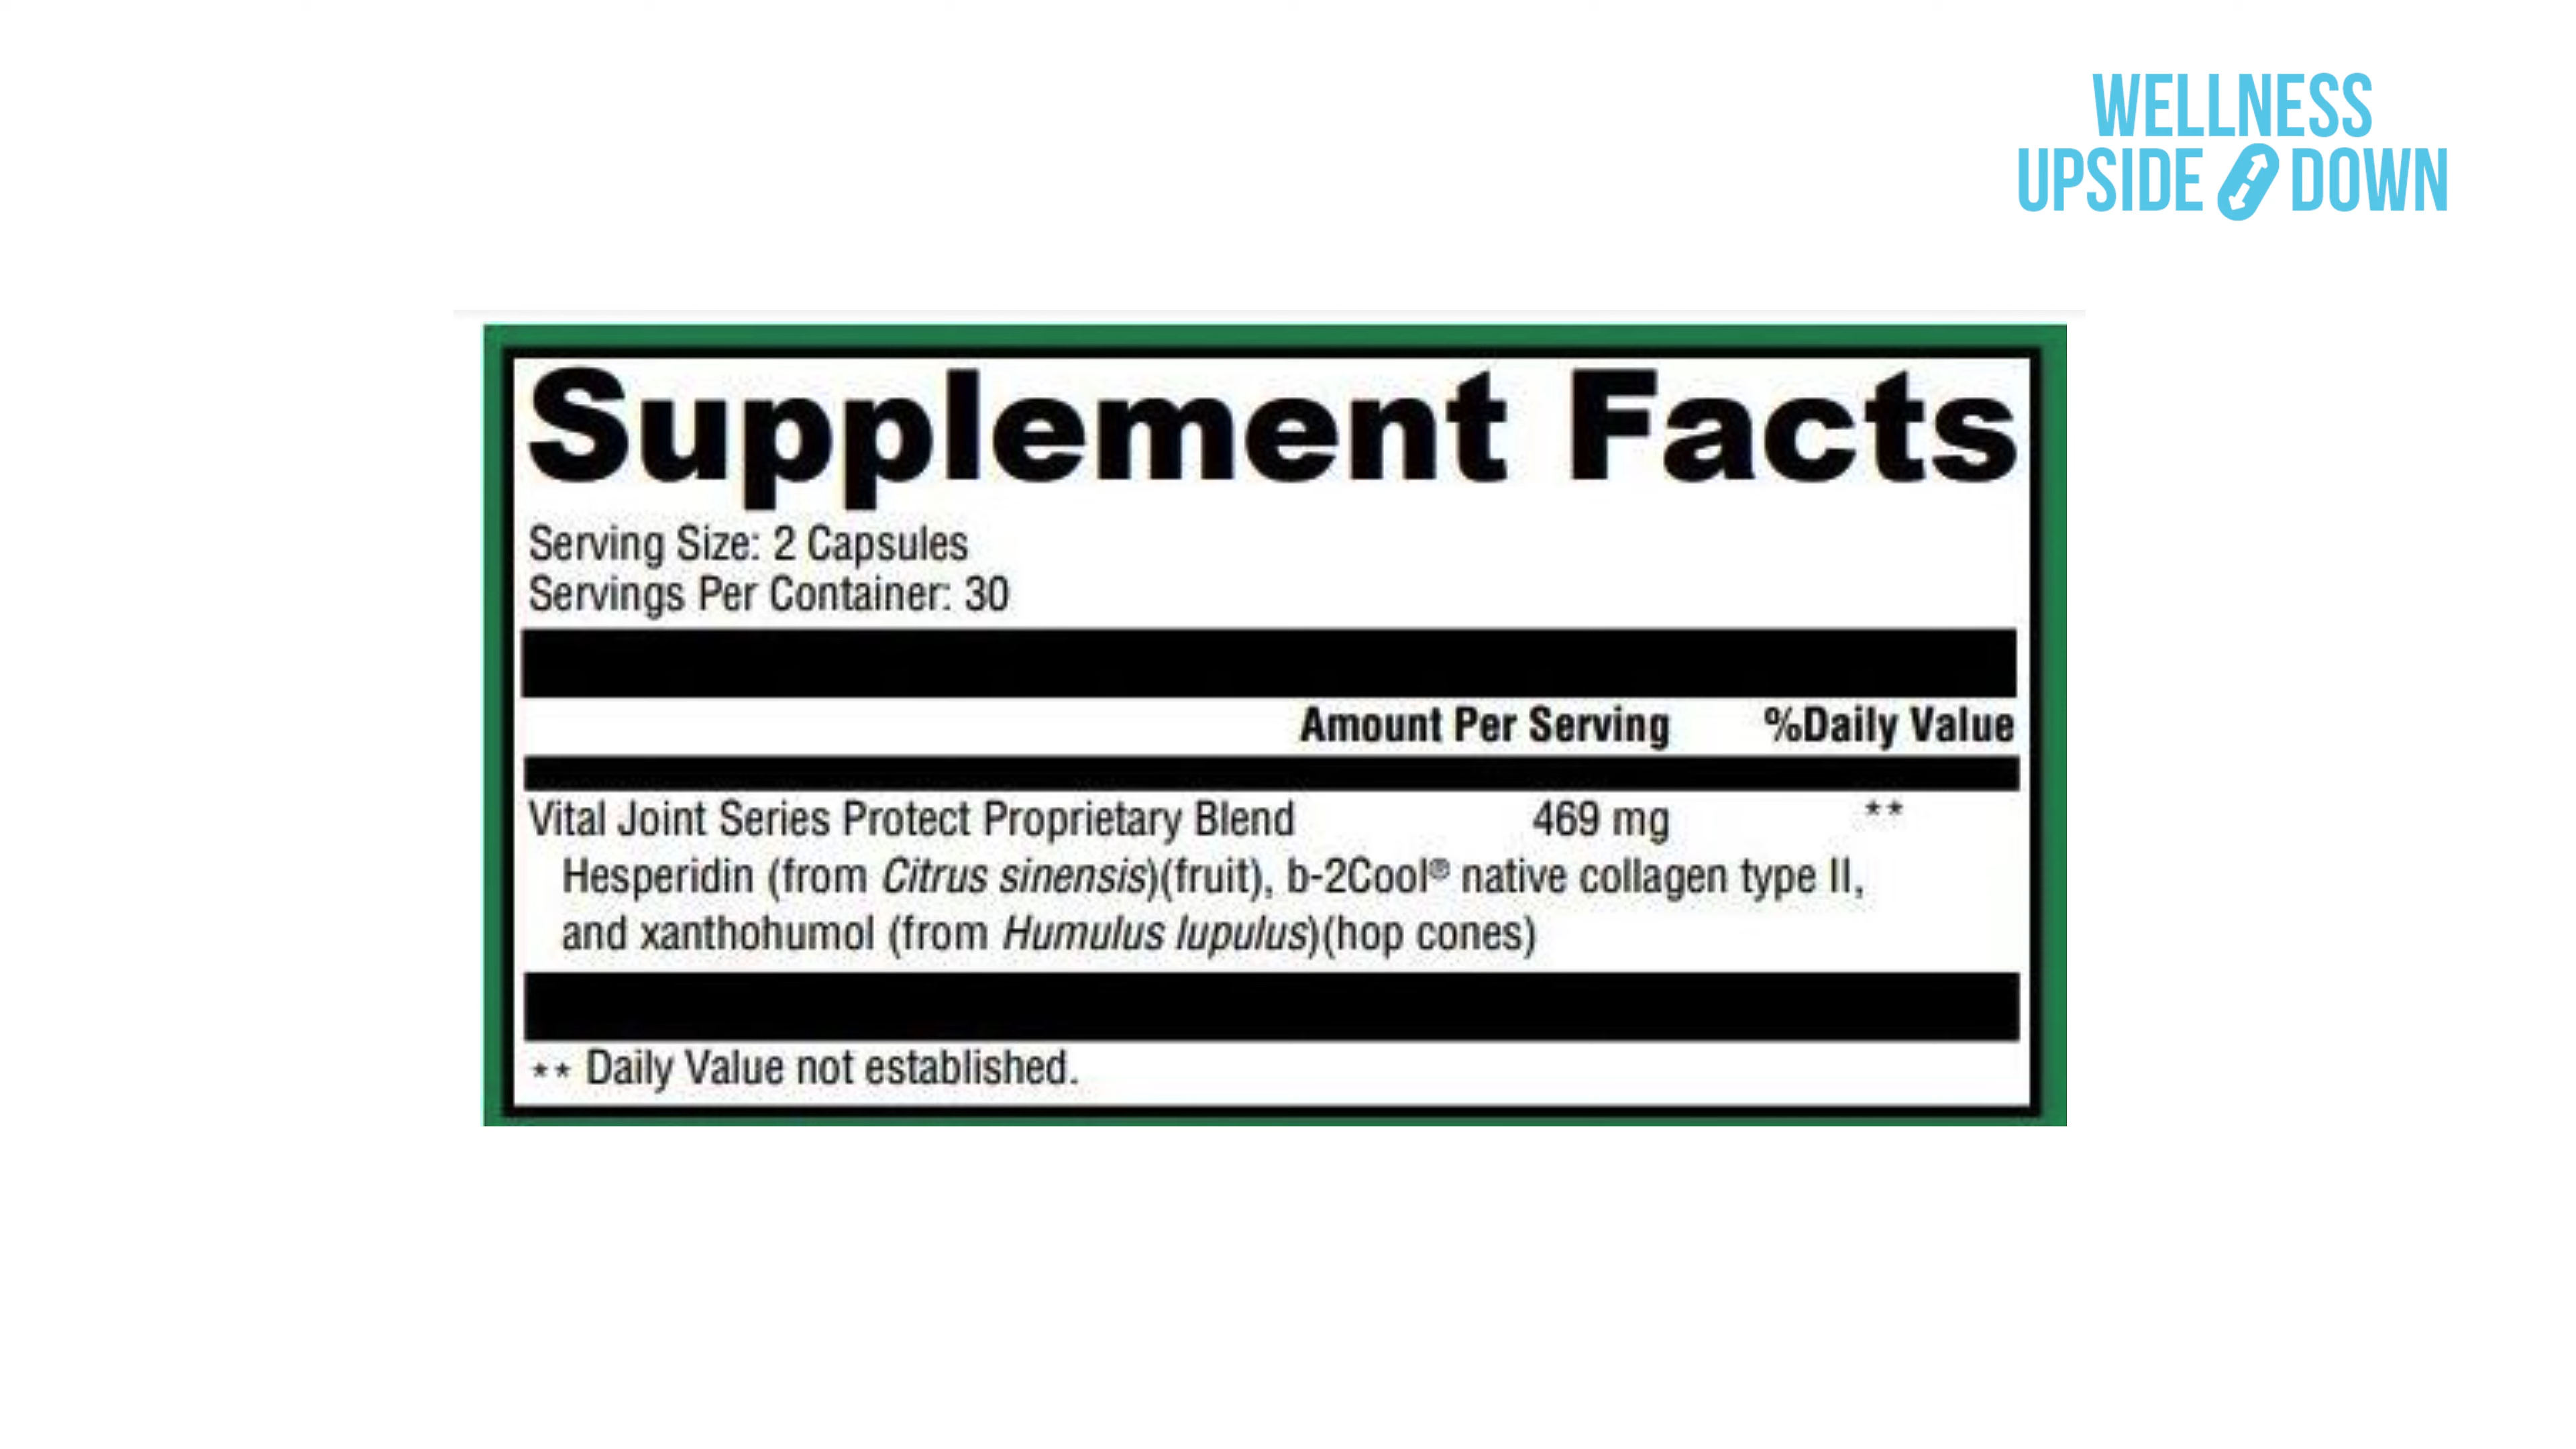 WELLNESS
UPSIDE DOWN
Supplement Facts
Serving Size: 2 Capsules
Servings Per Container: 30
Amount Per Serving %Daily Value
Vital Joint Series Protect Proprietary Blend 469 mg **
Hesperidin (from Citrus sinensis)(fruit), b-2Cool® native collagen type II,
and xanthohumol (from Humulus lupulus)(hop cones)
** Daily Value not established.